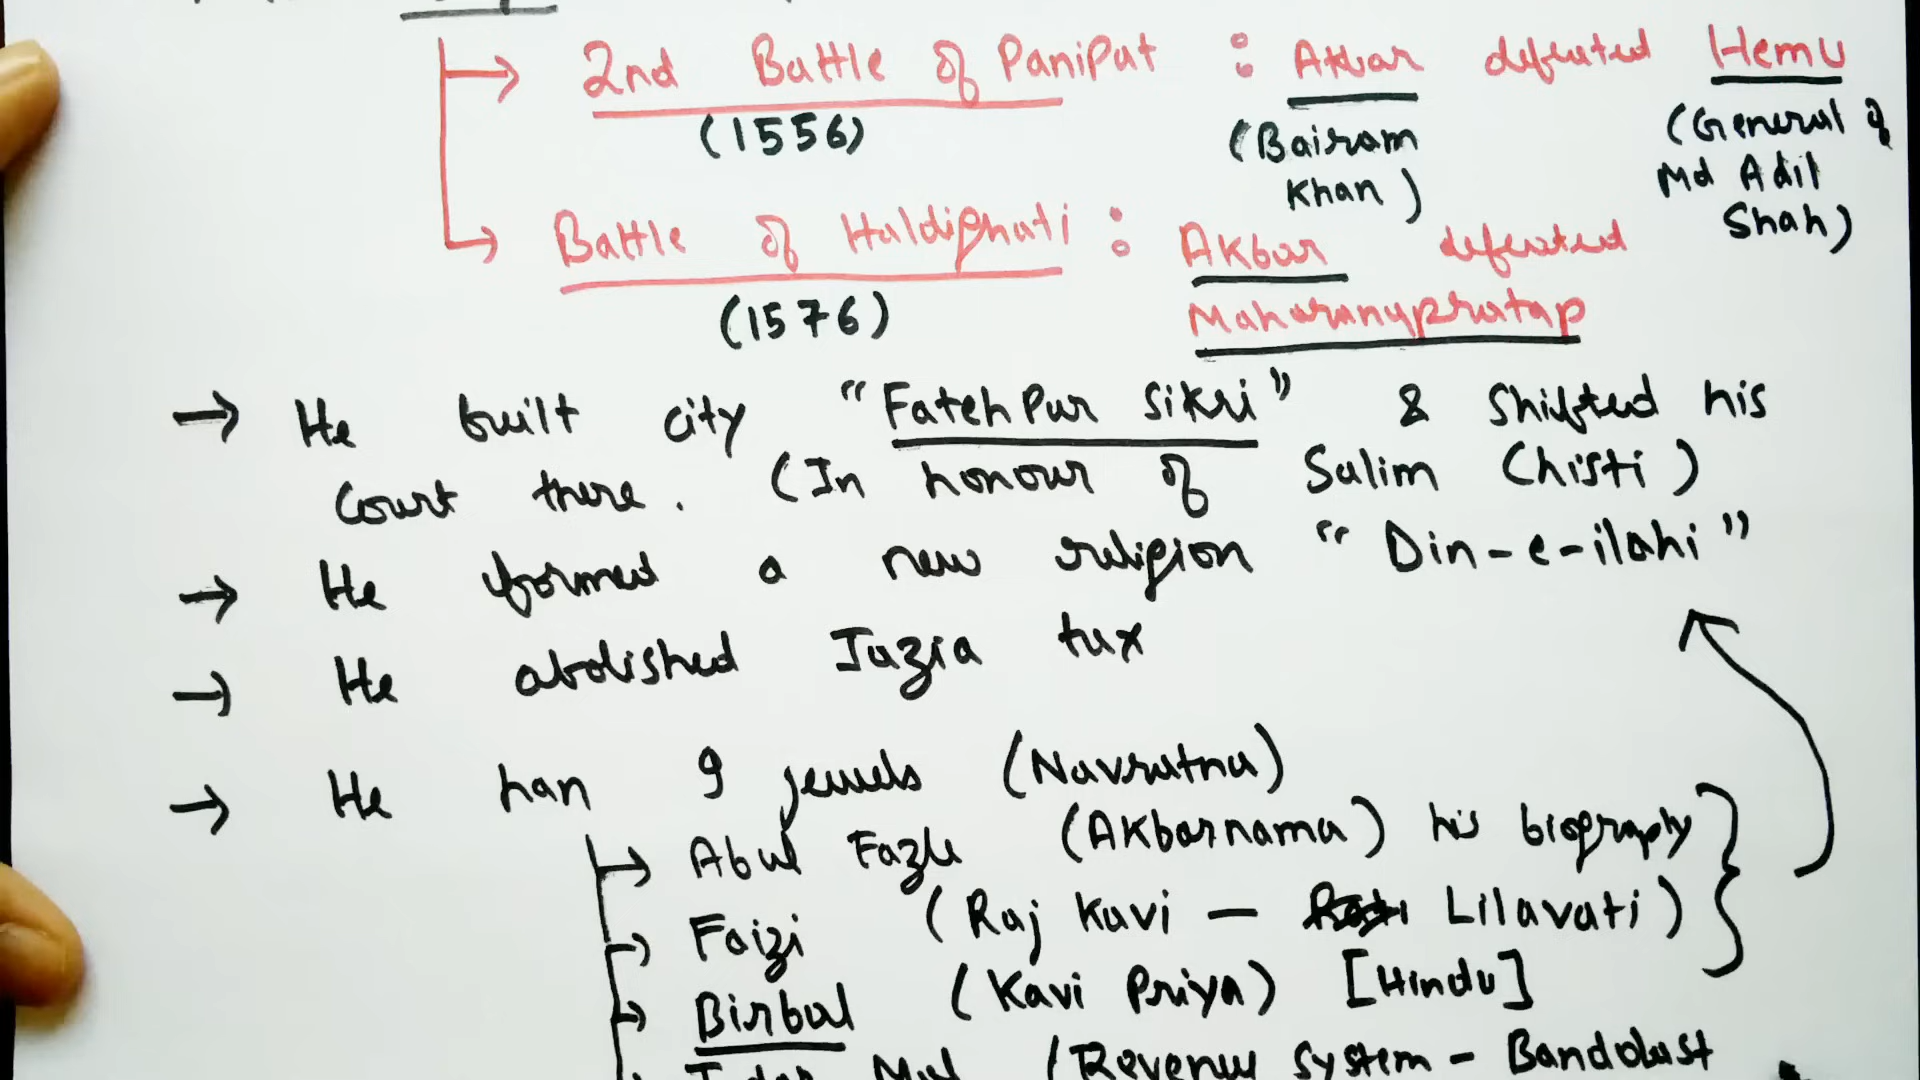 → 2nd Battle of Panipat : Akbar defeated Hemu
(1556) (Bairam Khan) (General of Md Adil Shah)
→ Battle of Haldighati : Akbar defeated Maharanapratap
(1576)
→ He built city "Fatehpur Sikri" & Shifted his
Court there. (In honour of Salim Chisti)
→ He formed a new religion "Din-e-ilahi"
→ He abolished Jazia tax
→ He han 9 jewels (Navratna)
→ Abul Fazle (Akbarnama) his biography
→ Faizi (Raj Kavi - Lilavati)
→ Birbal (Kavi Priya) [Hindu]
(Revenue System - Bandobast